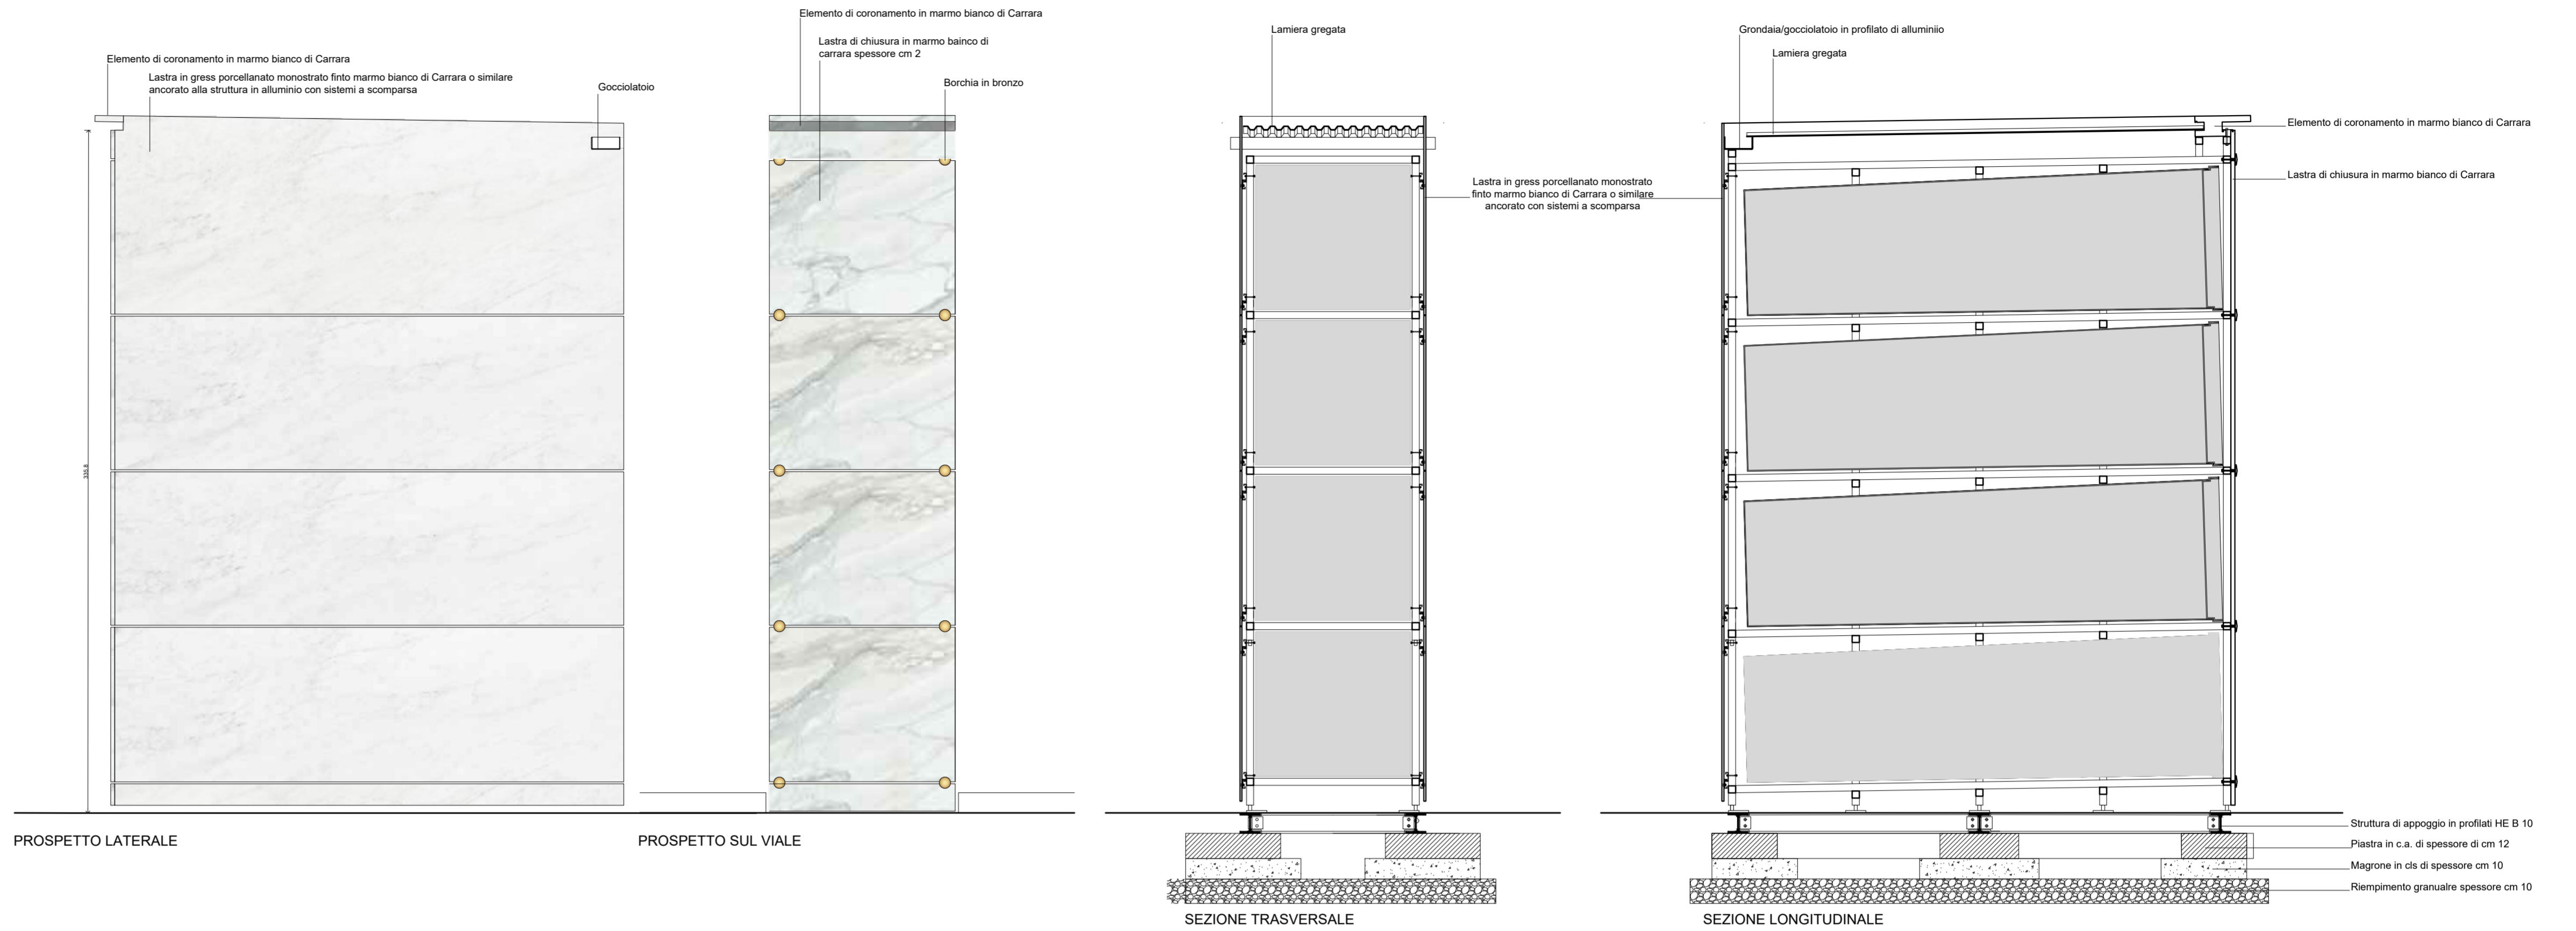 Elemento di coronamento in marmo bianco di Carrara
Lastra in gress porcellanato monostrato finto marmo bianco di Carrara o similare
ancorato alla struttura in alluminio con sistemi a scomparsa
Gocciolatoio
335.8
PROSPETTO LATERALE
Elemento di coronamento in marmo bianco di Carrara
Lastra di chiusura in marmo bainco di
carrara spessore cm 2
Borchia in bronzo
PROSPETTO SUL VIALE
Lamiera gregata
Lastra in gress porcellanato monostrato
finto marmo bianco di Carrara o similare
ancorato con sistemi a scomparsa
SEZIONE TRASVERSALE
Grondaia/gocciolatoio in profilato di alluminiio
Lamiera gregata
Elemento di coronamento in marmo bianco di Carrara
Lastra di chiusura in marmo bianco di Carrara
Struttura di appoggio in profilati HE B 10
Piastra in c.a. di spessore di cm 12
Magrone in cls di spessore cm 10
Riempimento granualre spessore cm 10
SEZIONE LONGITUDINALE